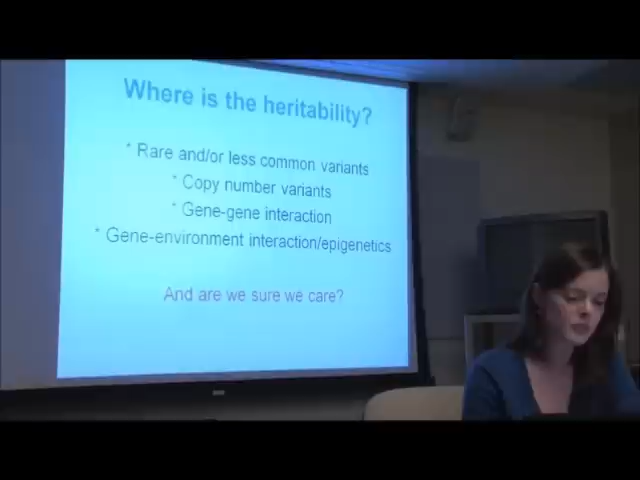 Where is the heritability?
* Rare and/or less common variants
* Copy number variants
* Gene-gene interaction
* Gene-environment interaction/epigenetics
And are we sure we care?